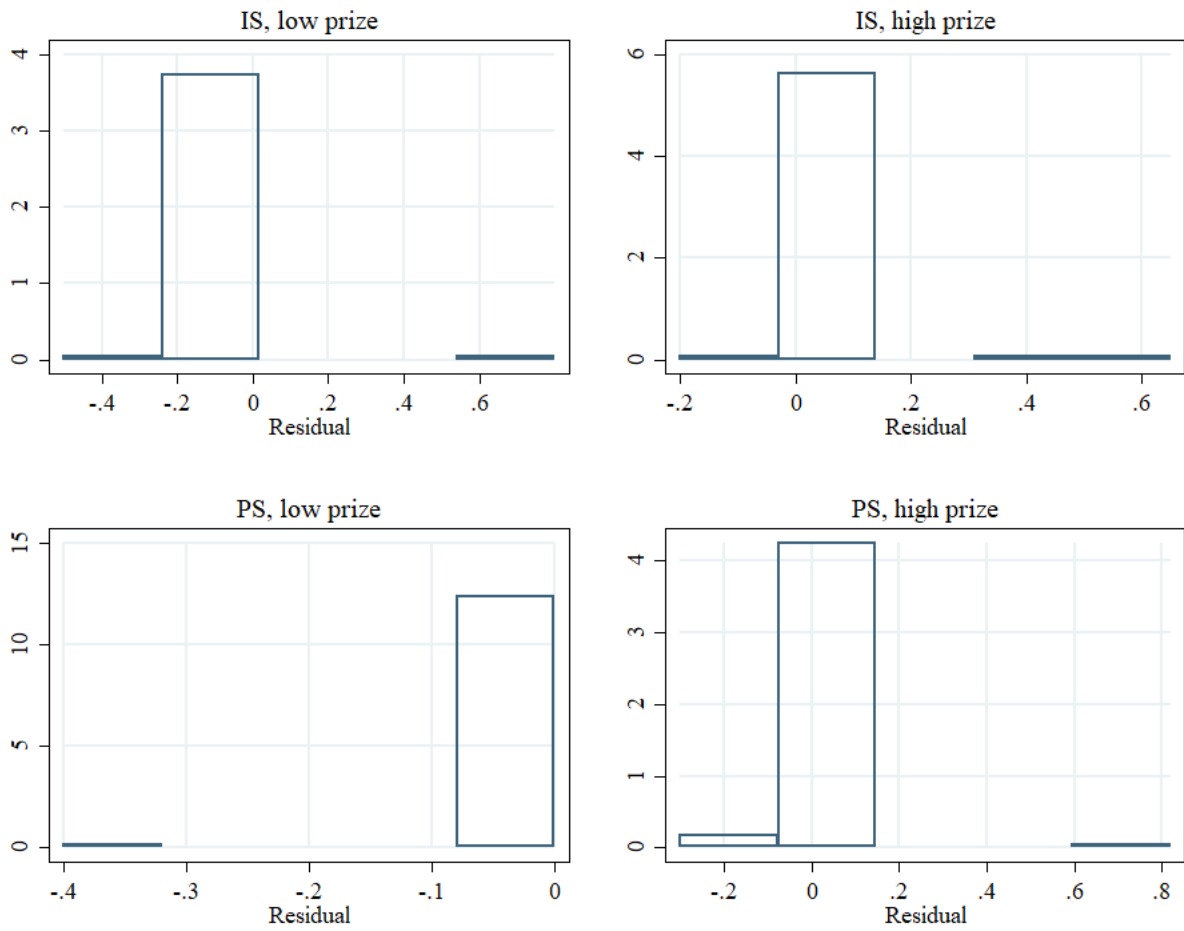 IS, low prize
4
3
2
1
0
-.4 -.2 0 .2 .4 .6
Residual
IS, high prize
6
4
2
0
-.2 0 .2 .4 .6
Residual
PS, low prize
15
10
5
0
-.4 -.3 -.2 -.1 0
Residual
PS, high prize
4
3
2
1
0
-.2 0 .2 .4 .6 .8
Residual